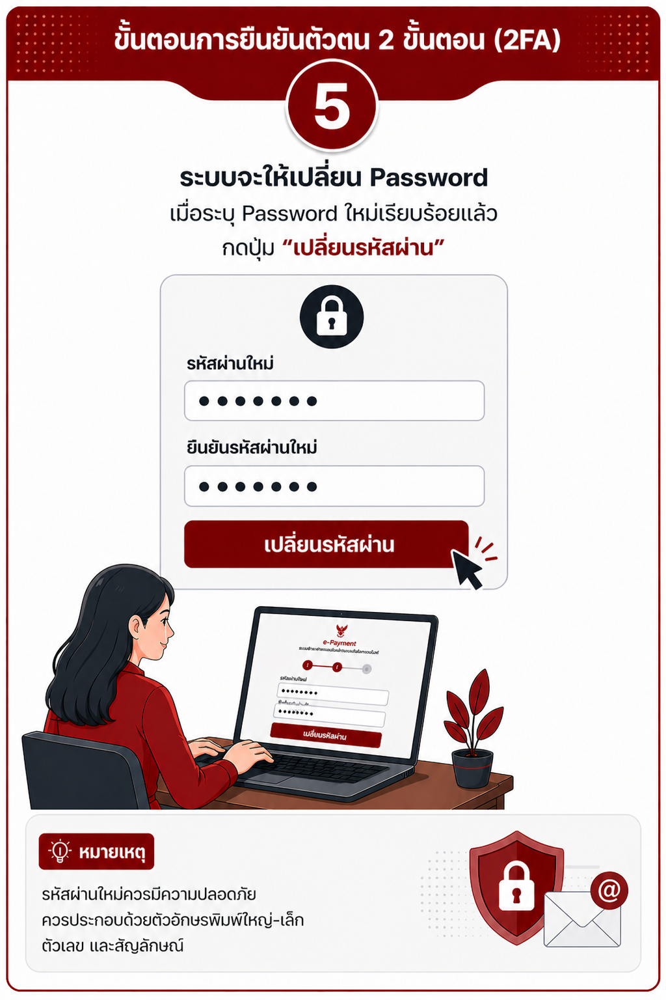 ขั้นตอนการยืนยันตัวตน 2 ขั้นตอน (2FA)
5
ระบบจะให้เปลี่ยน Password
เมื่อระบุ Password ใหม่เรียบร้อยแล้ว
กดปุ่ม “เปลี่ยนรหัสผ่าน”
รหัสผ่านใหม่
ยืนยันรหัสผ่านใหม่
เปลี่ยนรหัสผ่าน
e-Payment
รหัสผ่านใหม่
เปลี่ยนรหัสผ่าน
หมายเหตุ
รหัสผ่านใหม่ควรมีความปลอดภัย
ควรประกอบด้วยตัวอักษรพิมพ์ใหญ่-เล็ก
ตัวเลข และสัญลักษณ์
@